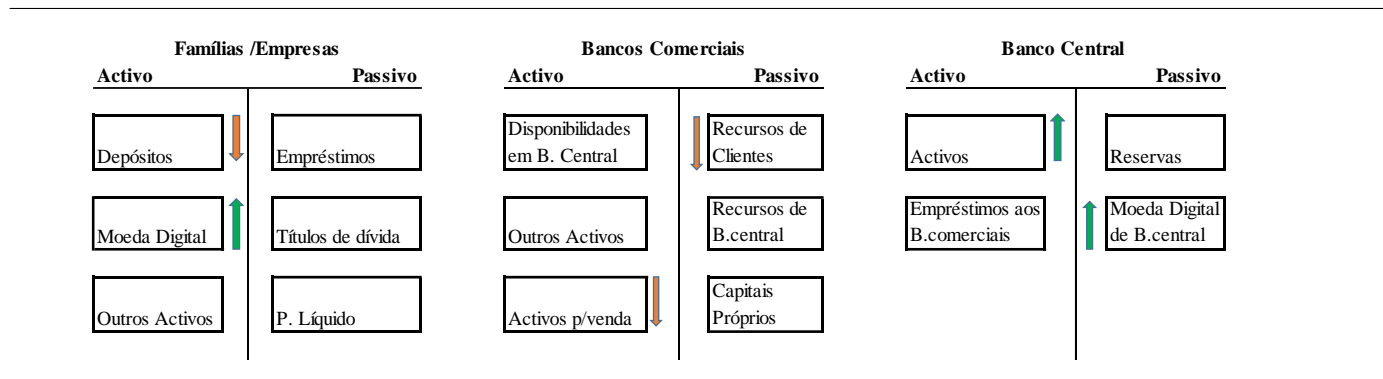 Famílias /Empresas
Activo Passivo
Depósitos
Empréstimos
Moeda Digital
Títulos de dívida
Outros Activos
P. Líquido
Bancos Comerciais
Activo Passivo
Disponibilidades
em B. Central
Recursos de
Clientes
Outros Activos
Recursos de
B.central
Activos p/venda
Capitais
Próprios
Banco Central
Activo Passivo
Activos
Reservas
Empréstimos aos
B.comerciais
Moeda Digital
de B.central